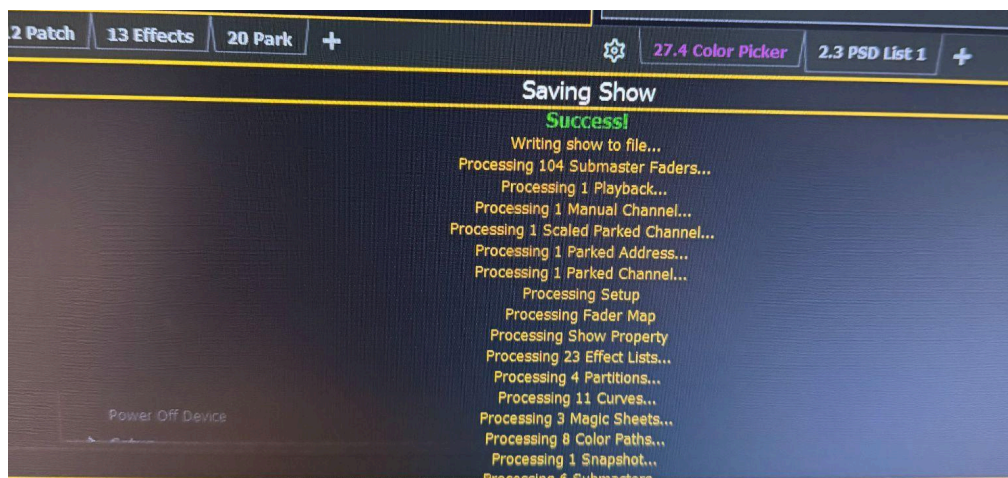 .2 Patch 13 Effects 20 Park + 27.4 Color Picker 2.3 PSD List 1 +
Saving Show
Success!
Writing show to file...
Processing 104 Submaster Faders...
Processing 1 Playback...
Processing 1 Manual Channel...
Processing 1 Scaled Parked Channel...
Processing 1 Parked Address...
Processing 1 Parked Channel...
Processing Setup
Processing Fader Map
Processing Show Property
Processing 23 Effect Lists...
Processing 4 Partitions...
Processing 11 Curves...
Power Off Device
Processing 3 Magic Sheets...
Processing 8 Color Paths...
Processing 1 Snapshot...
Processing 6 Submasters...